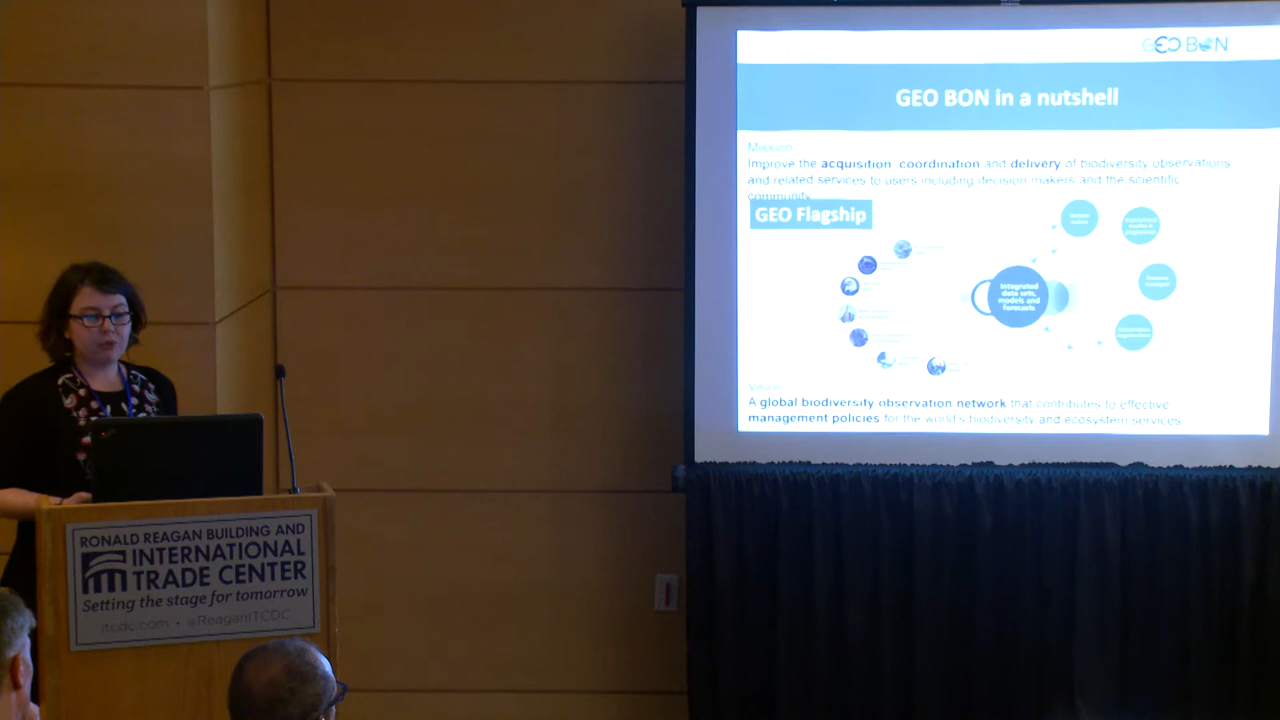 GEO BON
GEO BON in a nutshell
Mission
Improve the acquisition coordination and delivery of biodiversity observations
and related services to users including decision makers and the scientific
community
GEO Flagship
Integrated
data sets,
models and
forecasts
Vision
A global biodiversity observation network that contributes to effective
management policies for the world's biodiversity and ecosystem services
RONALD REAGAN BUILDING AND
INTERNATIONAL
TRADE CENTER
Setting the stage for tomorrow
itcdc.com • @ReaganITCDC